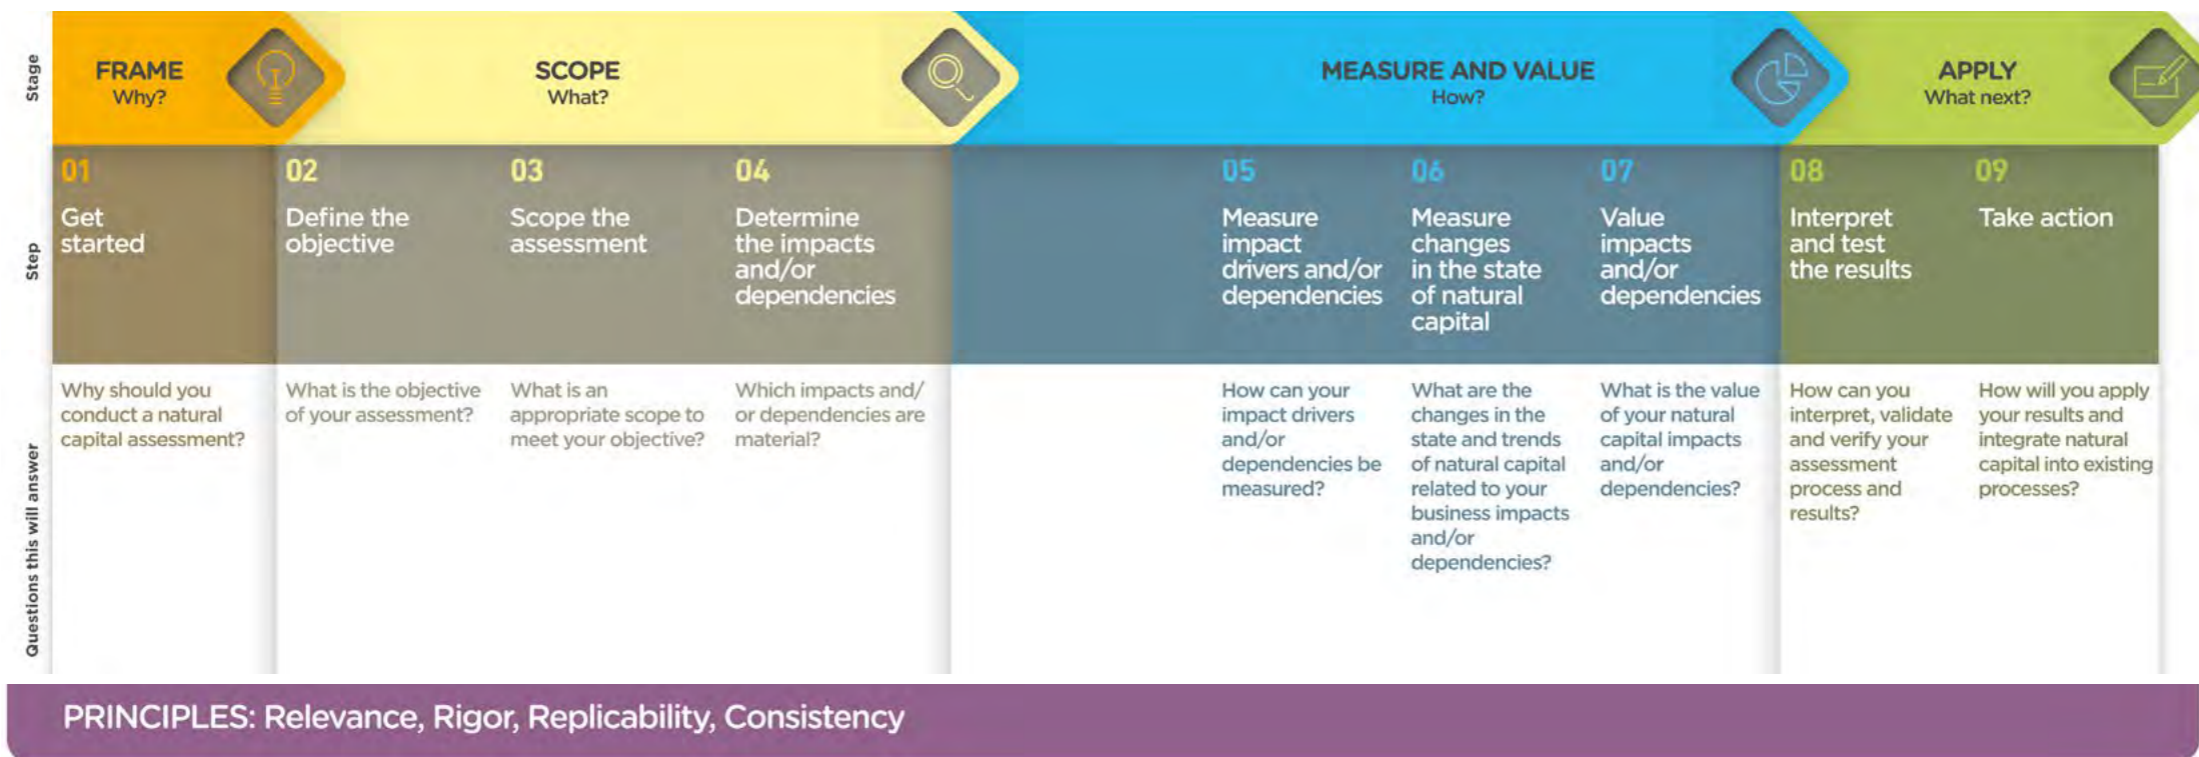 Stage
FRAME
Why?
SCOPE
What?
MEASURE AND VALUE
How?
APPLY
What next?
Step
01
Get
started
02
Define the
objective
03
Scope the
assessment
04
Determine
the impacts
and/or
dependencies
05
Measure
impact
drivers and/or
dependencies
06
Measure
changes
in the state
of natural
capital
07
Value
impacts
and/or
dependencies
08
Interpret
and test
the results
09
Take action
Questions this will answer
Why should you
conduct a natural
capital assessment?
What is the objective
of your assessment?
What is an
appropriate scope to
meet your objective?
Which impacts and/
or dependencies are
material?
How can your
impact drivers
and/or
dependencies be
measured?
What are the
changes in the
state and trends
of natural capital
related to your
business impacts
and/or
dependencies?
What is the value
of your natural
capital impacts
and/or
dependencies?
How can you
interpret, validate
and verify your
assessment
process and
results?
How will you apply
your results and
integrate natural
capital into existing
processes?
PRINCIPLES: Relevance, Rigor, Replicability, Consistency